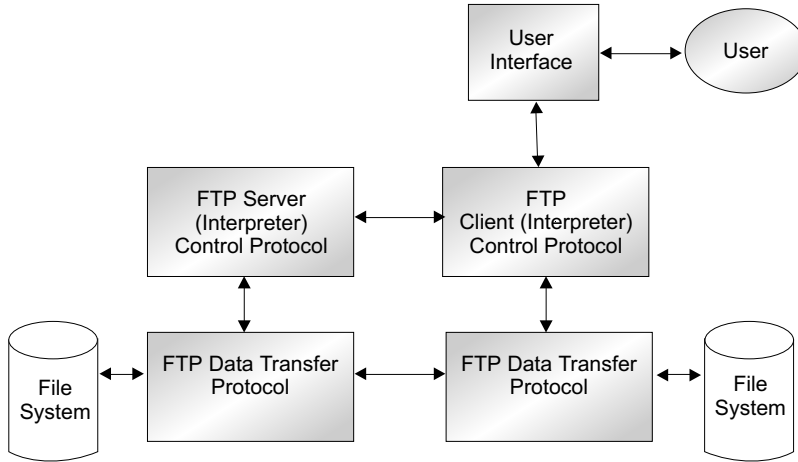 User
Interface
User
FTP Server
(Interpreter)
Control Protocol
FTP
Client (Interpreter)
Control Protocol
File
System
FTP Data Transfer
Protocol
FTP Data Transfer
Protocol
File
System